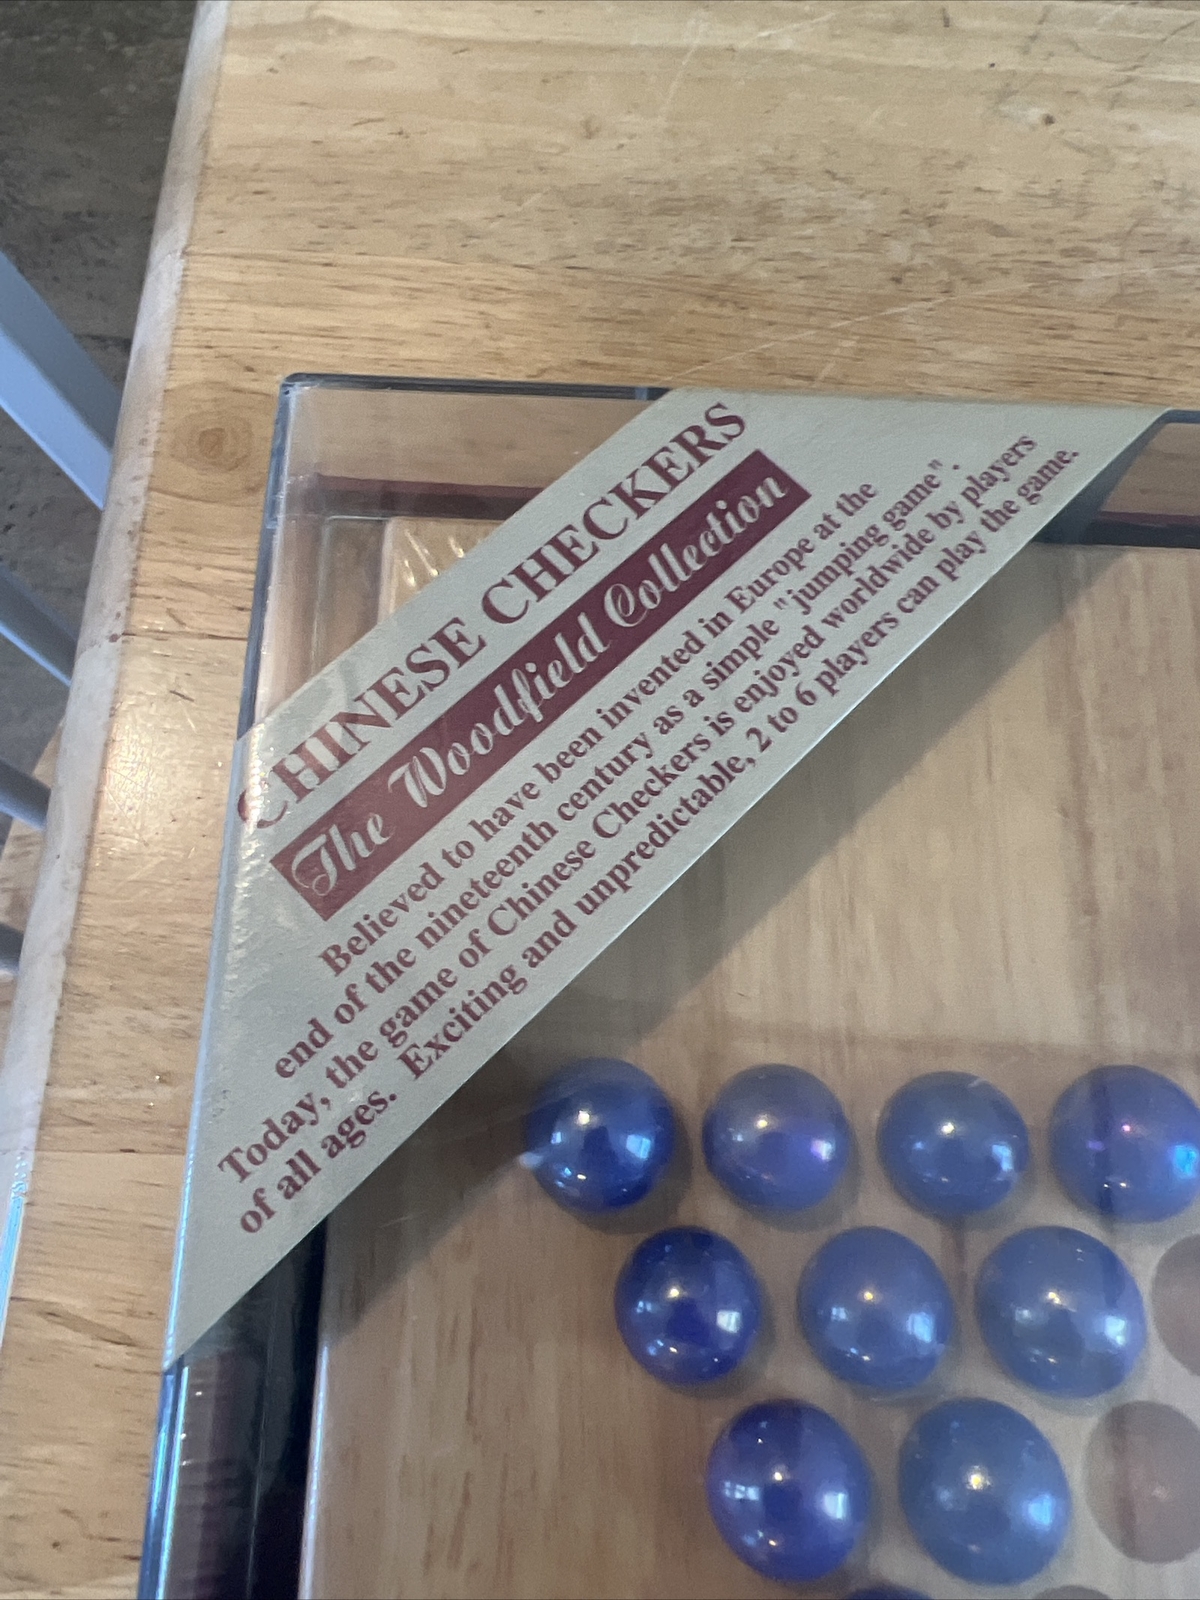 CHINESE CHECKERS
The Woodfield Collection
Believed to have been invented in Europe at the
end of the nineteenth century as a simple "jumping game".
Today, the game of Chinese Checkers is enjoyed worldwide by players
of all ages. Exciting and unpredictable, 2 to 6 players can play the game.